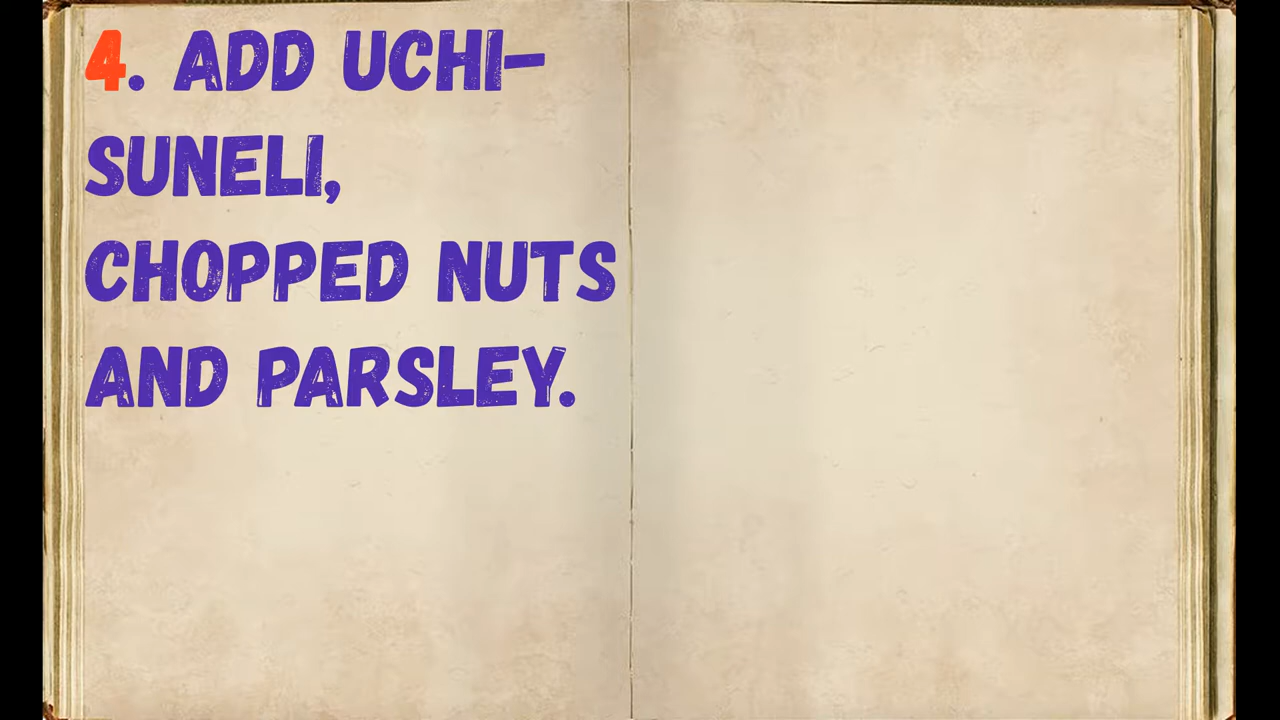 4. ADD UCHI-
SUNELI,
CHOPPED NUTS
AND PARSLEY.